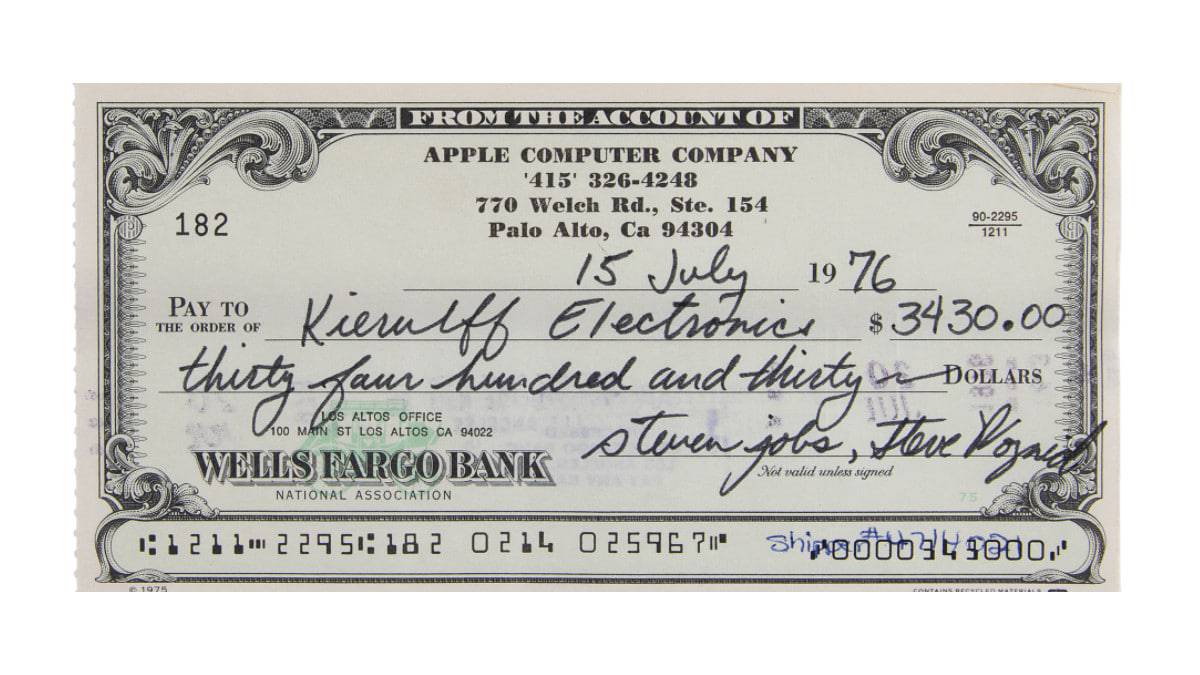 FROM THE ACCOUNT OF
APPLE COMPUTER COMPANY
'415' 326-4248
770 Welch Rd., Ste. 154
Palo Alto, Ca 94304
182
90-2295
1211
15 July 19 76
PAY TO
THE ORDER OF Kierulff Electronics $ 3430.00
thirty four hundred and thirty DOLLARS
LOS ALTOS OFFICE
100 MAIN ST LOS ALTOS CA 94022
steven jobs, Steve Wozniak
WELLS FARGO BANK
Not valid unless signed
NATIONAL ASSOCIATION
75
⑆1211⑉2295⑆182 0214 025967⑈ ⑇0000343000⑇
© 1975
CONTAINS RECYCLED MATERIALS